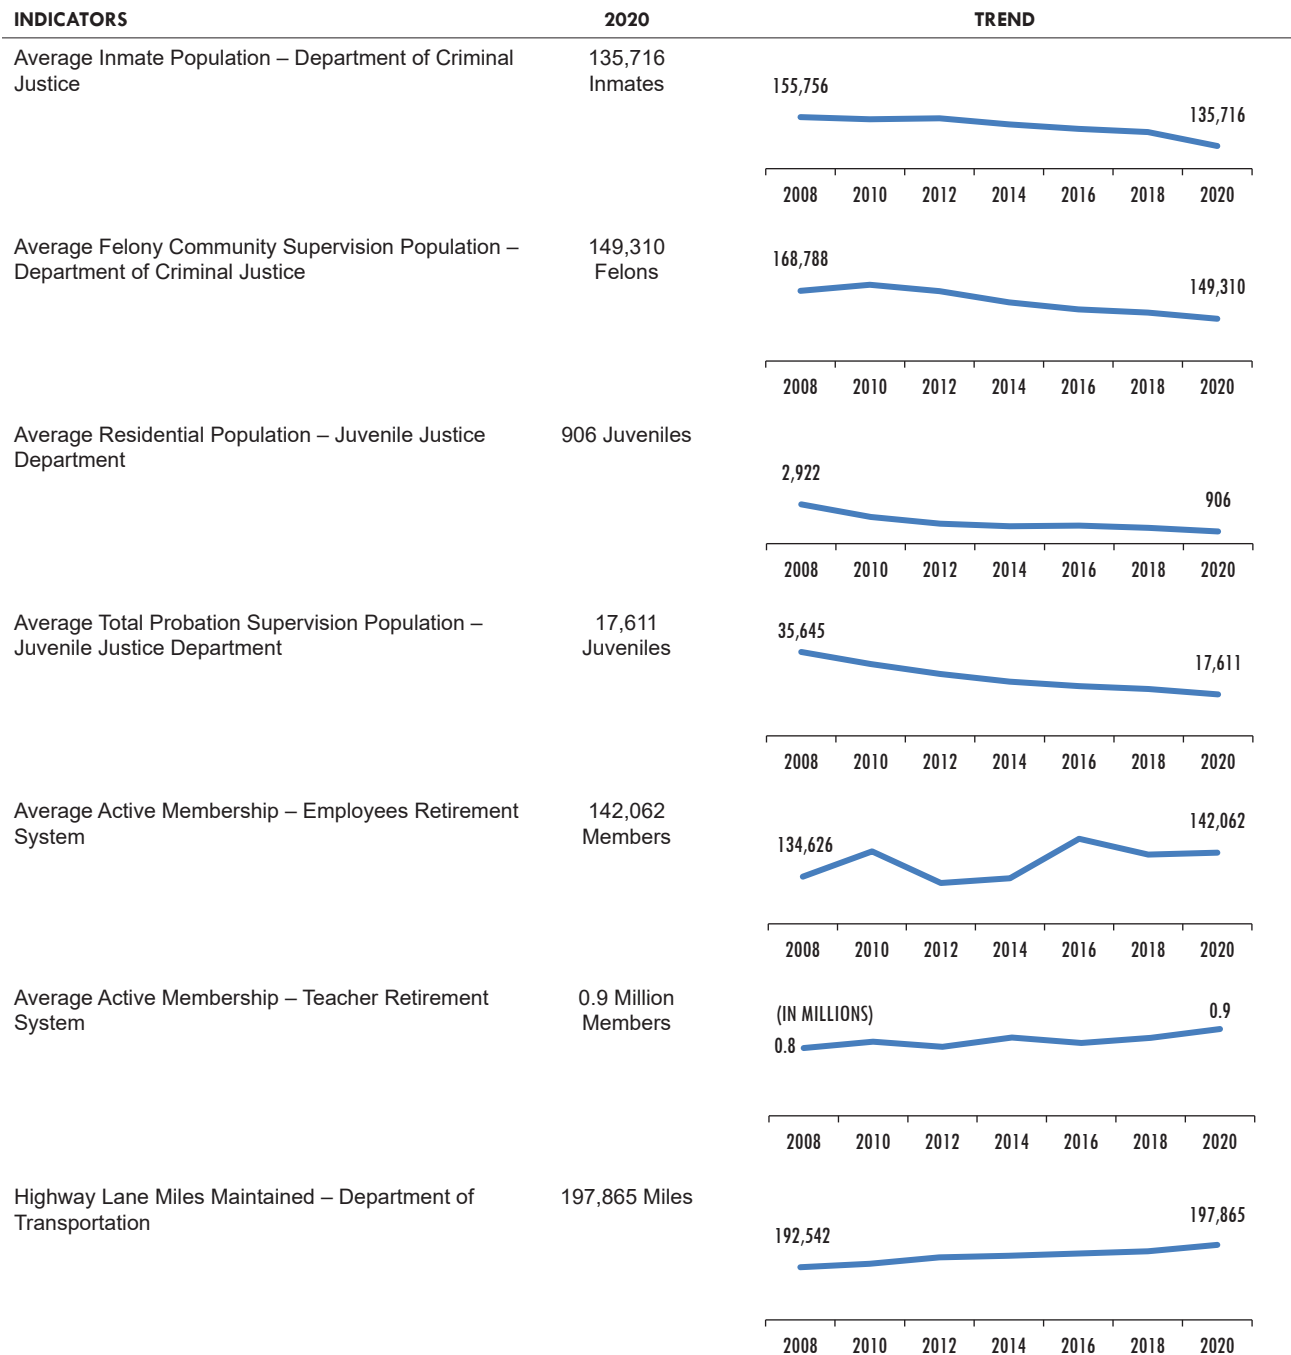 INDICATORS 2020 TREND
Average Inmate Population – Department of Criminal
Justice
135,716
Inmates
155,756
135,716
2008 2010 2012 2014 2016 2018 2020
Average Felony Community Supervision Population –
Department of Criminal Justice
149,310
Felons
168,788
149,310
2008 2010 2012 2014 2016 2018 2020
Average Residential Population – Juvenile Justice
Department
906 Juveniles
2,922
906
2008 2010 2012 2014 2016 2018 2020
Average Total Probation Supervision Population –
Juvenile Justice Department
17,611
Juveniles
35,645
17,611
2008 2010 2012 2014 2016 2018 2020
Average Active Membership – Employees Retirement
System
142,062
Members
134,626
142,062
2008 2010 2012 2014 2016 2018 2020
Average Active Membership – Teacher Retirement
System
0.9 Million
Members
(IN MILLIONS)
0.8
0.9
2008 2010 2012 2014 2016 2018 2020
Highway Lane Miles Maintained – Department of
Transportation
197,865 Miles
192,542
197,865
2008 2010 2012 2014 2016 2018 2020